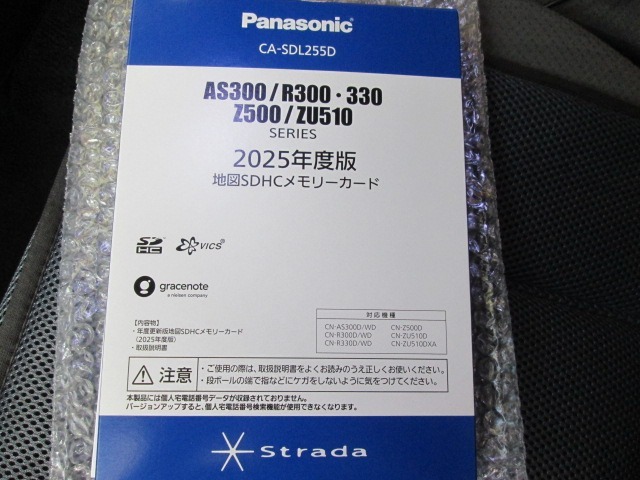 Panasonic
CA-SDL255D
AS300/R300・330
Z500/ZU510
SERIES
2025年度版
地図SDHCメモリーカード
SD
HC
VICS®
gracenote
a nielsen company
【内容物】
・年度更新版地図SDHCメモリーカード
（2025年度版）
・取扱説明書
対応機種
CN-AS300D/WD CN-Z500D
CN-R300D/WD CN-ZU510D
CN-R330D/WD CN-ZU510DXA
注意
・ご使用の際は、取扱説明書をよくお読みのうえ正しくお使いください。
・段ボールの端で指などにケガをしないように気をつけてください。
本製品には個人宅電話番号データが収録されておりません。
バージョンアップすると、個人宅電話番号検索機能が使用できなくなります。
Strada